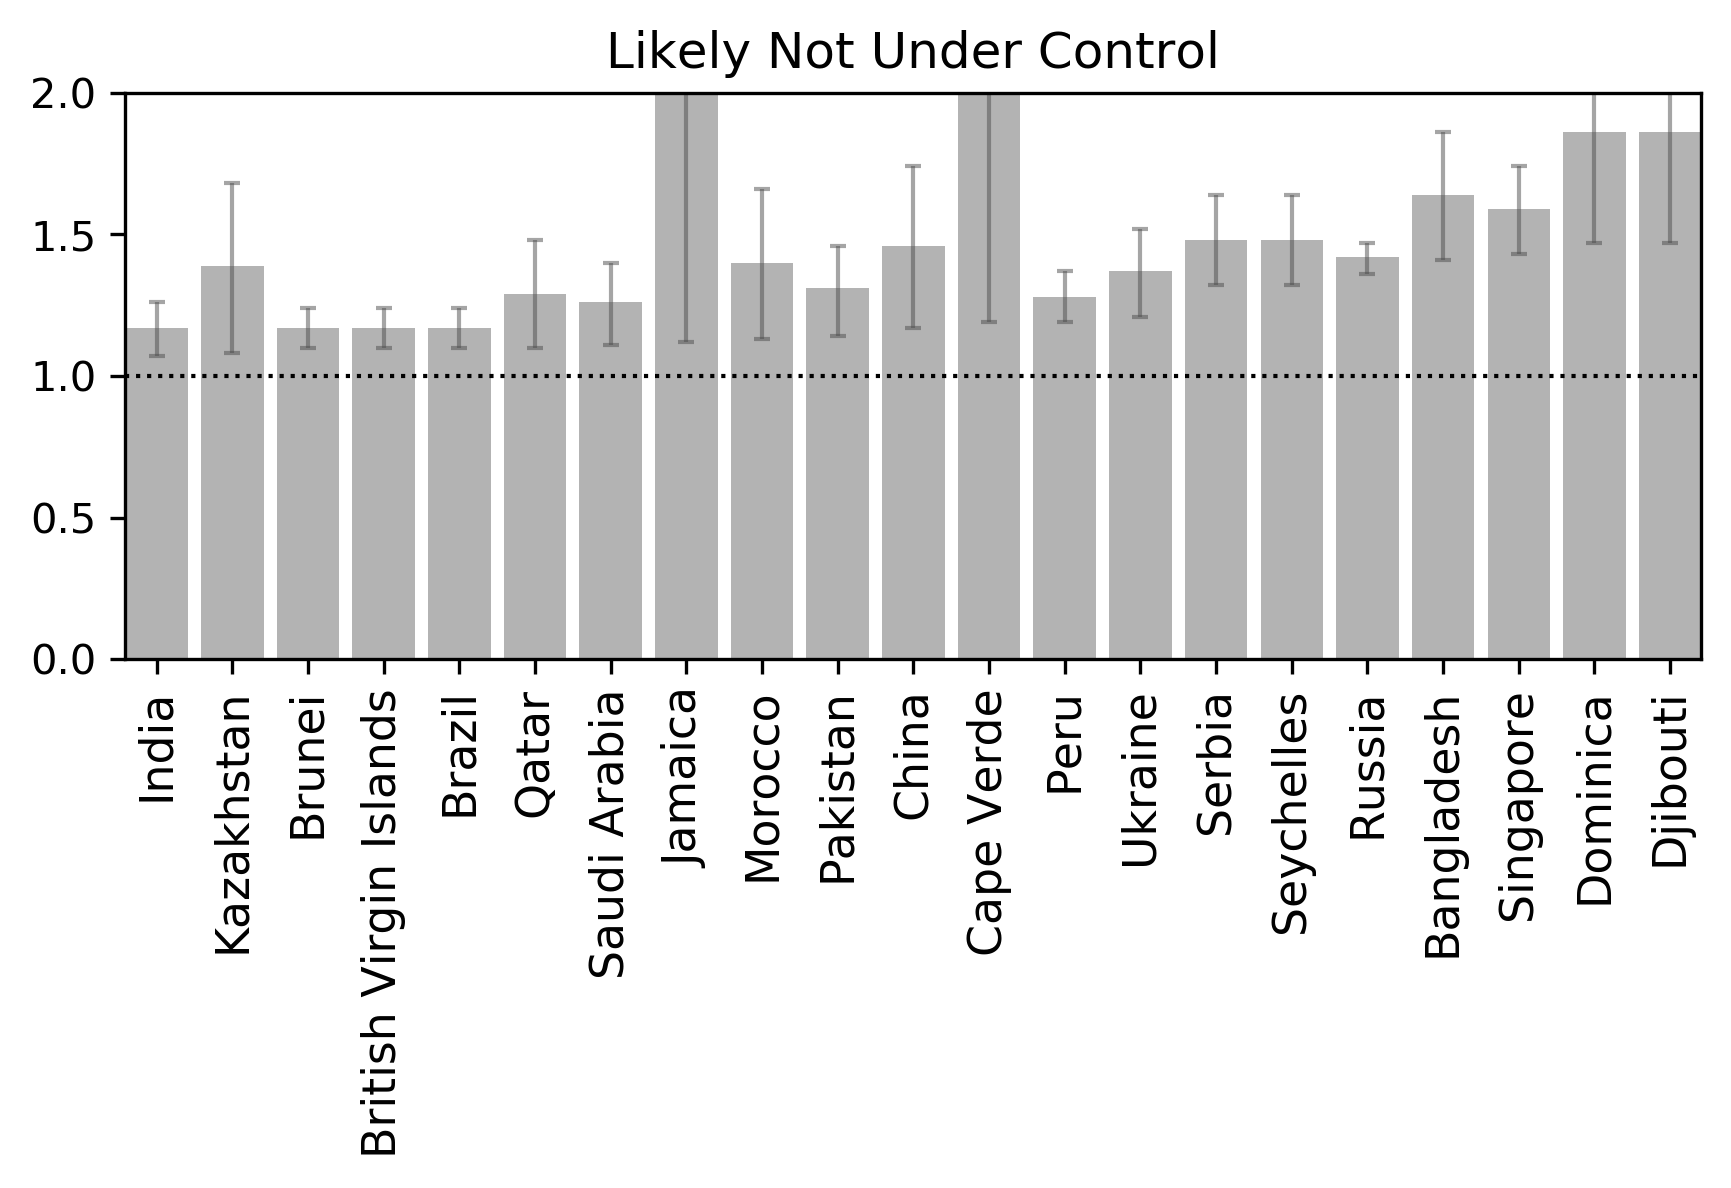 Likely Not Under Control
2.0
1.5
1.0
0.5
0.0
India
Kazakhstan
Brunei
British Virgin Islands
Brazil
Qatar
Saudi Arabia
Jamaica
Morocco
Pakistan
China
Cape Verde
Peru
Ukraine
Serbia
Seychelles
Russia
Bangladesh
Singapore
Dominica
Djibouti